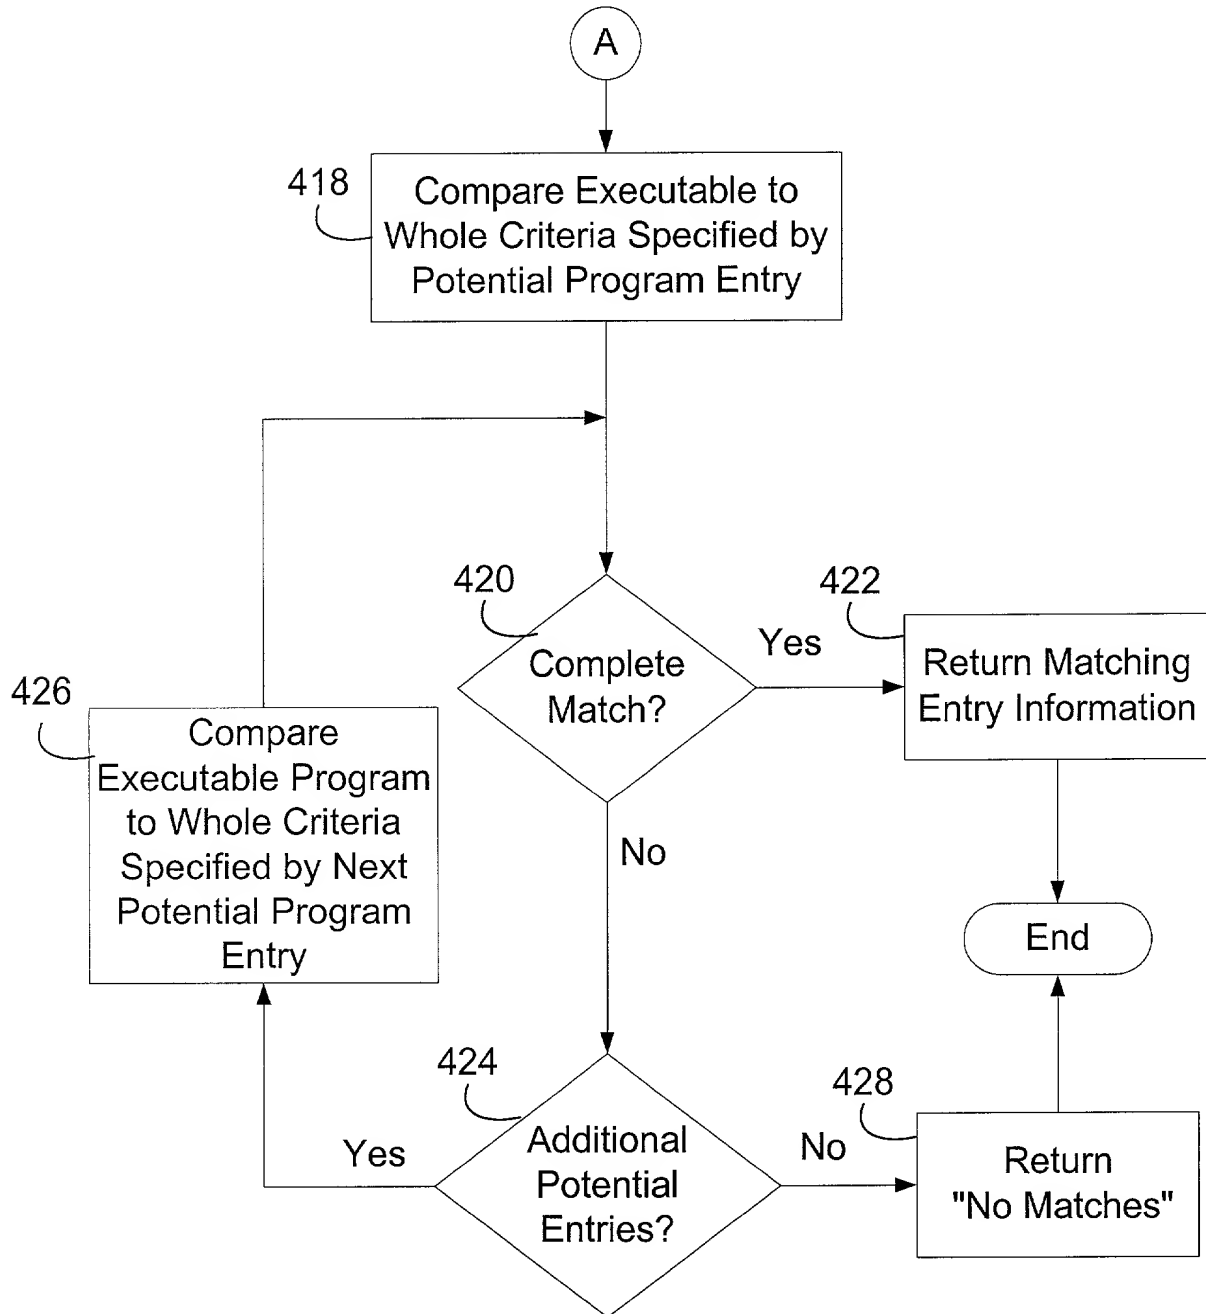 A
418
Compare Executable to
Whole Criteria Specified by
Potential Program Entry
420
Complete
Match?
Yes
422
Return Matching
Entry Information
426
Compare
Executable Program
to Whole Criteria
Specified by Next
Potential Program
Entry
No
End
424
Additional
Potential
Entries?
Yes
No
428
Return
"No Matches"